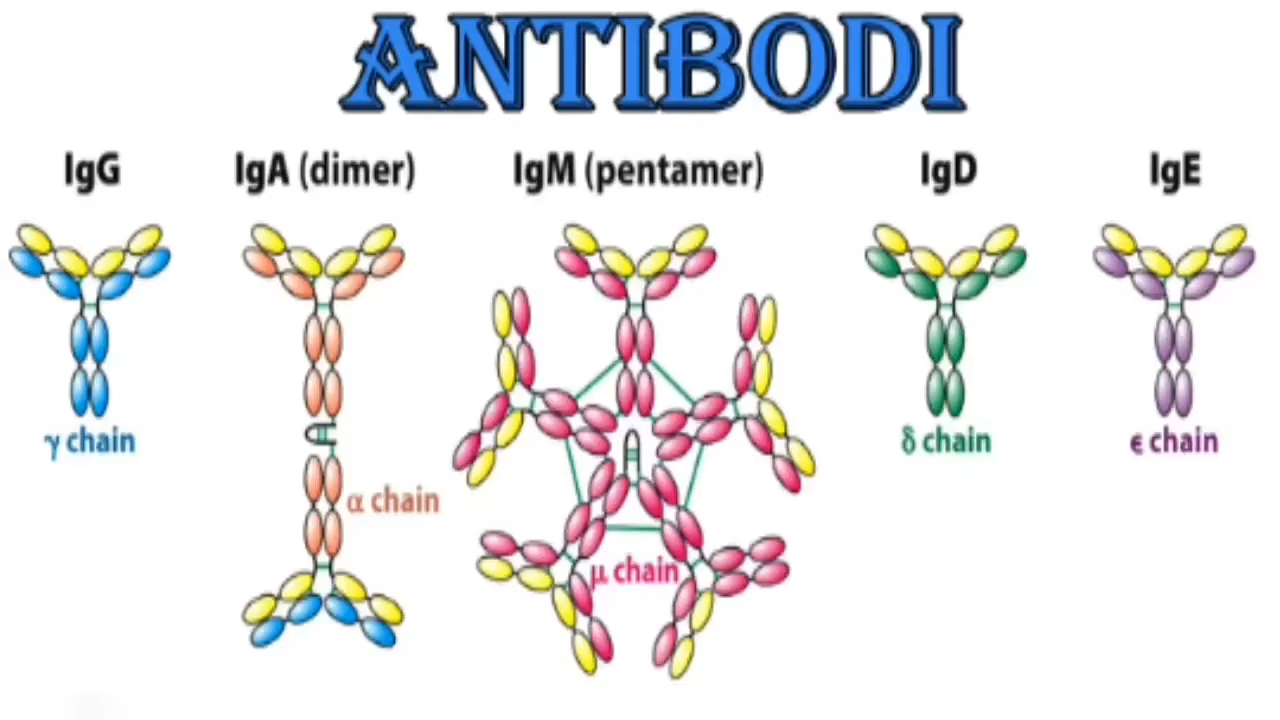 ANTIBODI
IgG
IgA (dimer)
IgM (pentamer)
IgD
IgE
γ chain
α chain
μ chain
δ chain
ϵ chain